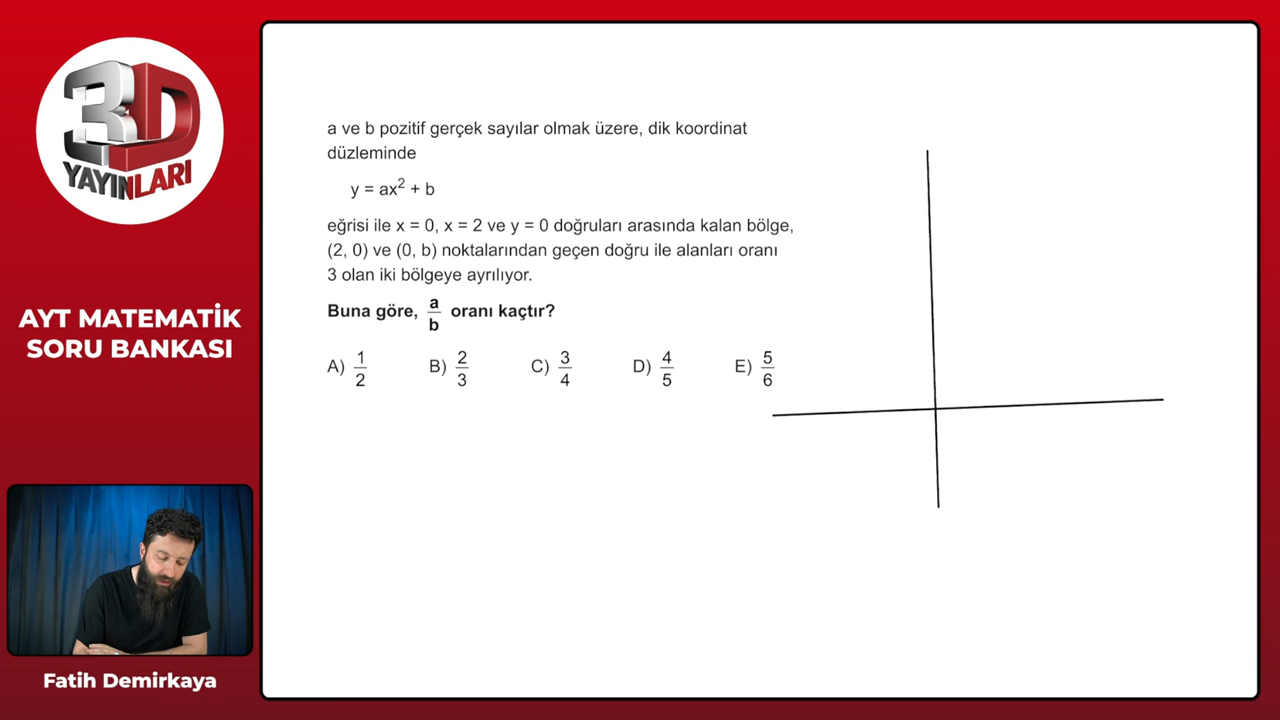 3D
YAYINLARI
AYT MATEMATİK
SORU BANKASI
Fatih Demirkaya
a ve b pozitif gerçek sayılar olmak üzere, dik koordinat
düzleminde
y = ax² + b
eğrisi ile x = 0, x = 2 ve y = 0 doğruları arasında kalan bölge,
(2, 0) ve (0, b) noktalarından geçen doğru ile alanları oranı
3 olan iki bölgeye ayrılıyor.
Buna göre, a/b oranı kaçtır?
A) 1/2 B) 2/3 C) 3/4 D) 4/5 E) 5/6